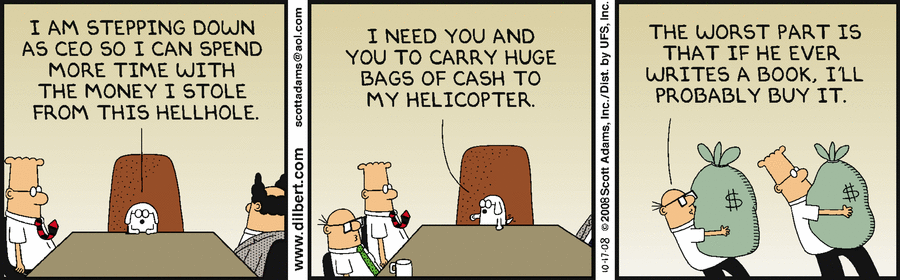 I AM STEPPING DOWN
AS CEO SO I CAN SPEND
MORE TIME WITH
THE MONEY I STOLE
FROM THIS HELLHOLE.
www.dilbert.com
scottadams@aol.com
I NEED YOU AND
YOU TO CARRY HUGE
BAGS OF CASH TO
MY HELICOPTER.
10-17-08 ©2008 Scott Adams, Inc./Dist. by UFS, Inc.
THE WORST PART IS
THAT IF HE EVER
WRITES A BOOK, I'LL
PROBABLY BUY IT.
$
$